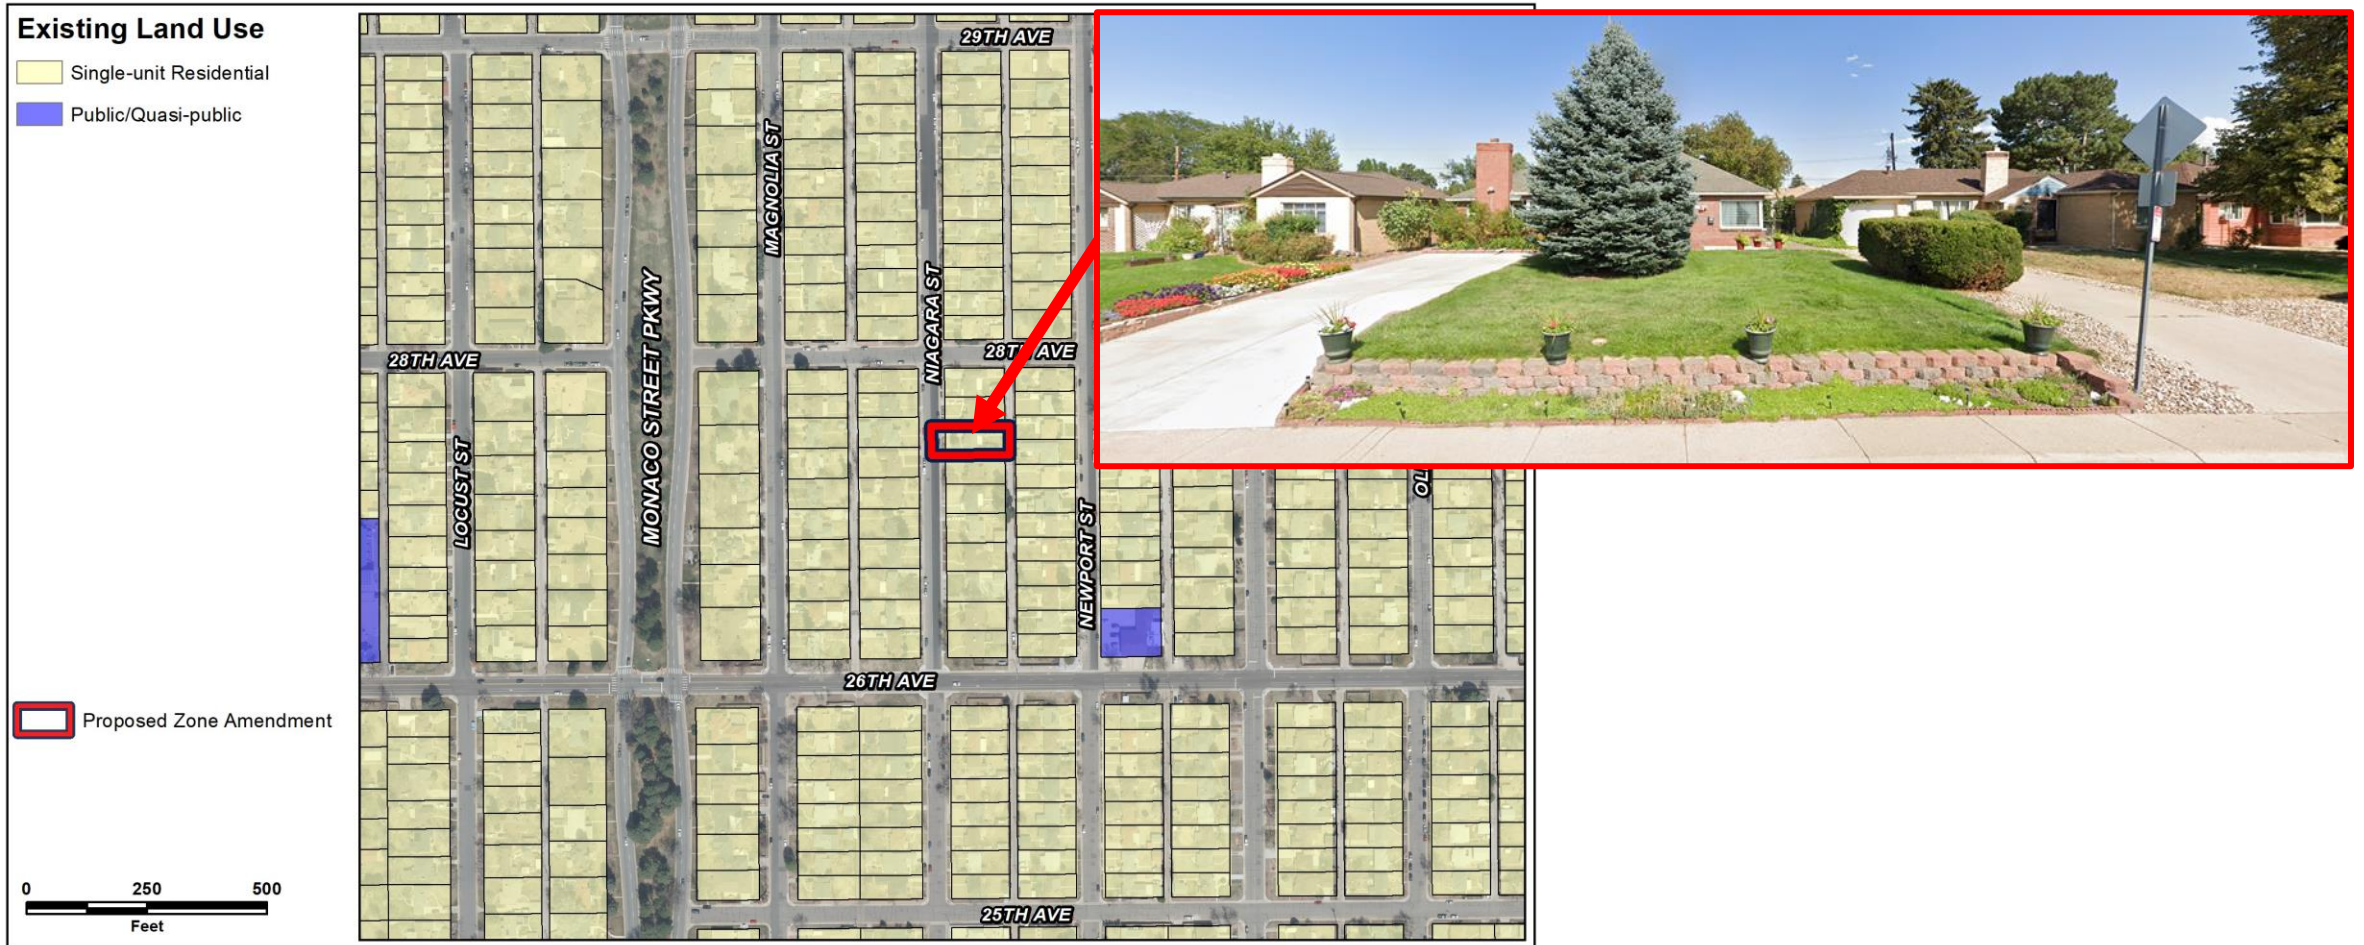 Existing Land Use
Single-unit Residential
Public/Quasi-public
Proposed Zone Amendment
0 250 500
Feet
29TH AVE
MAGNOLIA ST
NIAGARA ST
MONACO STREET PKWY
28TH AVE
28TH AVE
LOCUST ST
NEWPORT ST
OL
26TH AVE
25TH AVE